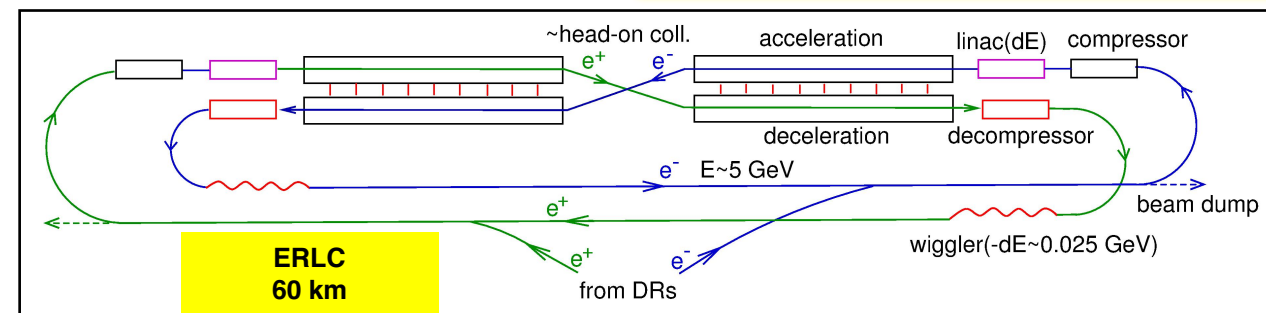 ~head-on coll.
acceleration
linac(dE)
compressor
e+
e-
deceleration
decompressor
e-
E~5 GeV
beam dump
e+
wiggler(-dE~0.025 GeV)
ERLC
60 km
e+
e-
from DRs